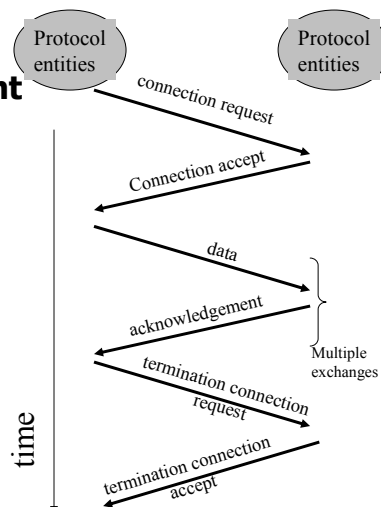 Protocol
entities
Protocol
entities
nt
connection request
Connection accept
data
acknowledgement
Multiple
exchanges
termination connection
request
termination connection
accept
time